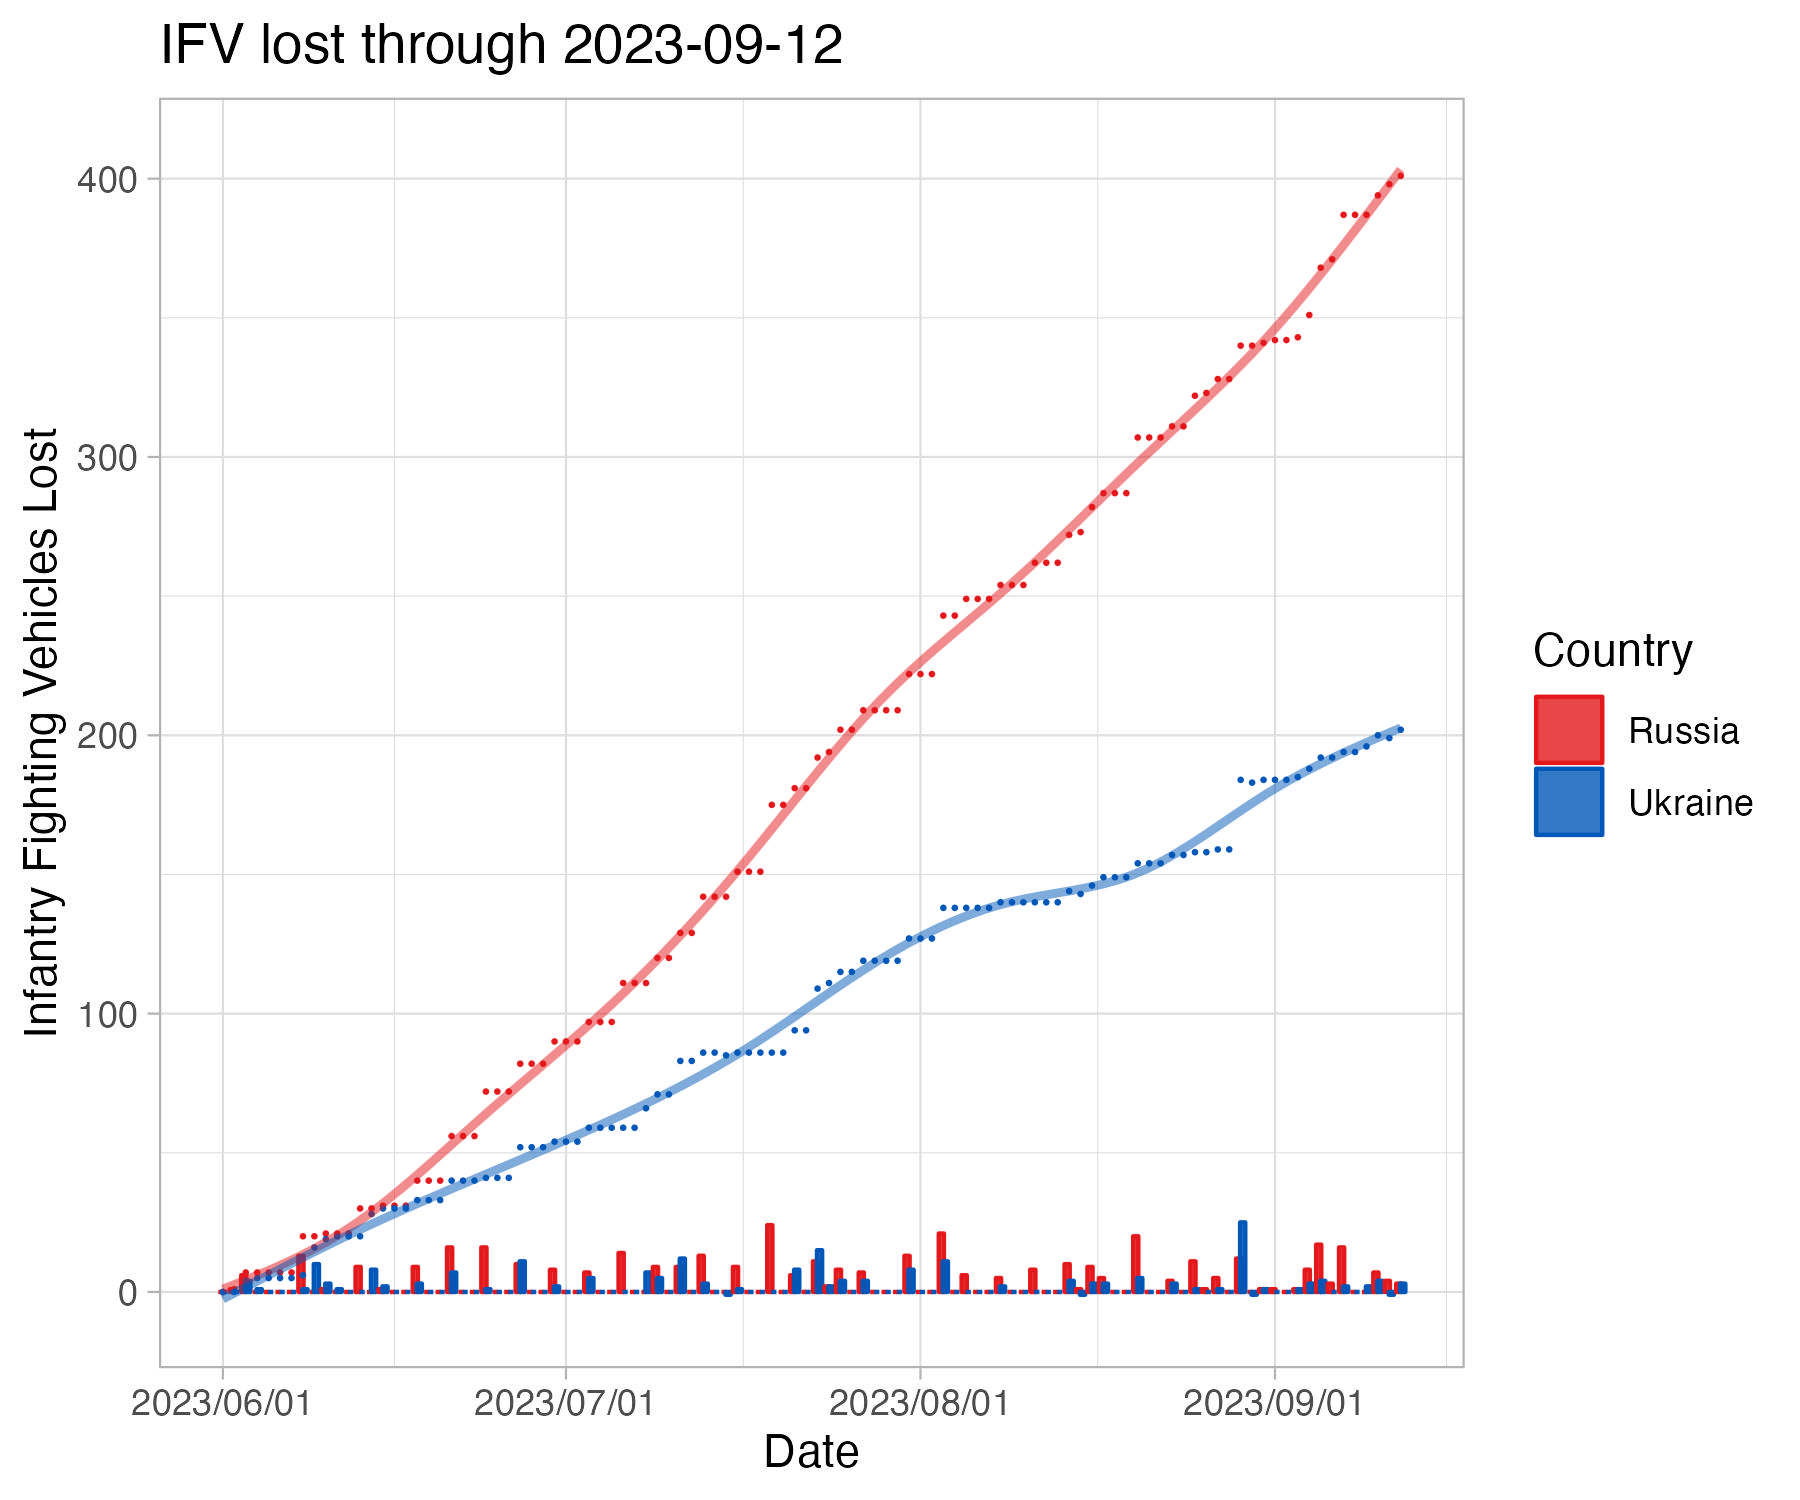 IFV lost through 2023-09-12
Infantry Fighting Vehicles Lost
400
300
200
100
0
2023/06/01 2023/07/01 2023/08/01 2023/09/01
Date
Country
Russia
Ukraine